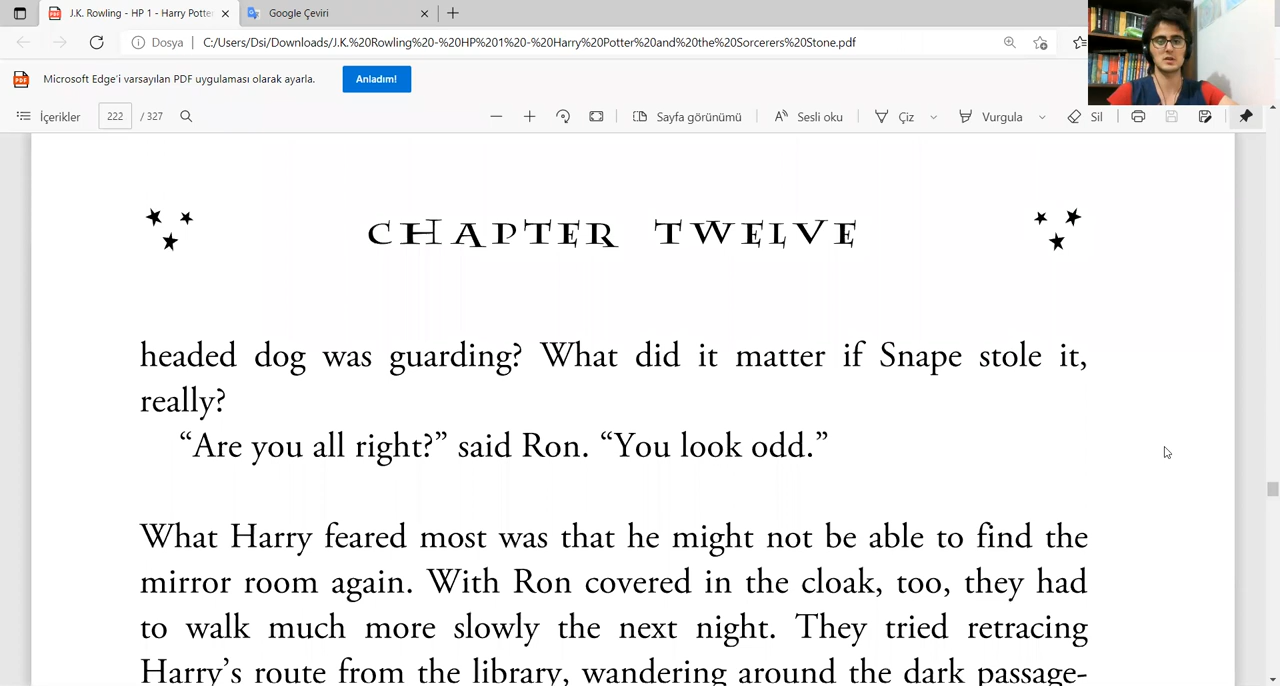 J.K. Rowling - HP 1 - Harry Potter
Google Çeviri
Dosya
C:/Users/Dsi/Downloads/J.K.%20Rowling%20-%20HP%201%20-%20Harry%20Potter%20and%20the%20Sorcerers%20Stone.pdf
Microsoft Edge'i varsayılan PDF uygulaması olarak ayarla.
Anladım!
İçerikler
222 / 327
Sayfa görünümü
Sesli oku
Çiz
Vurgula
Sil
CHAPTER TWELVE
headed dog was guarding? What did it matter if Snape stole it,
really?
“Are you all right?” said Ron. “You look odd.”
What Harry feared most was that he might not be able to find the
mirror room again. With Ron covered in the cloak, too, they had
to walk much more slowly the next night. They tried retracing
Harry’s route from the library, wandering around the dark passage-